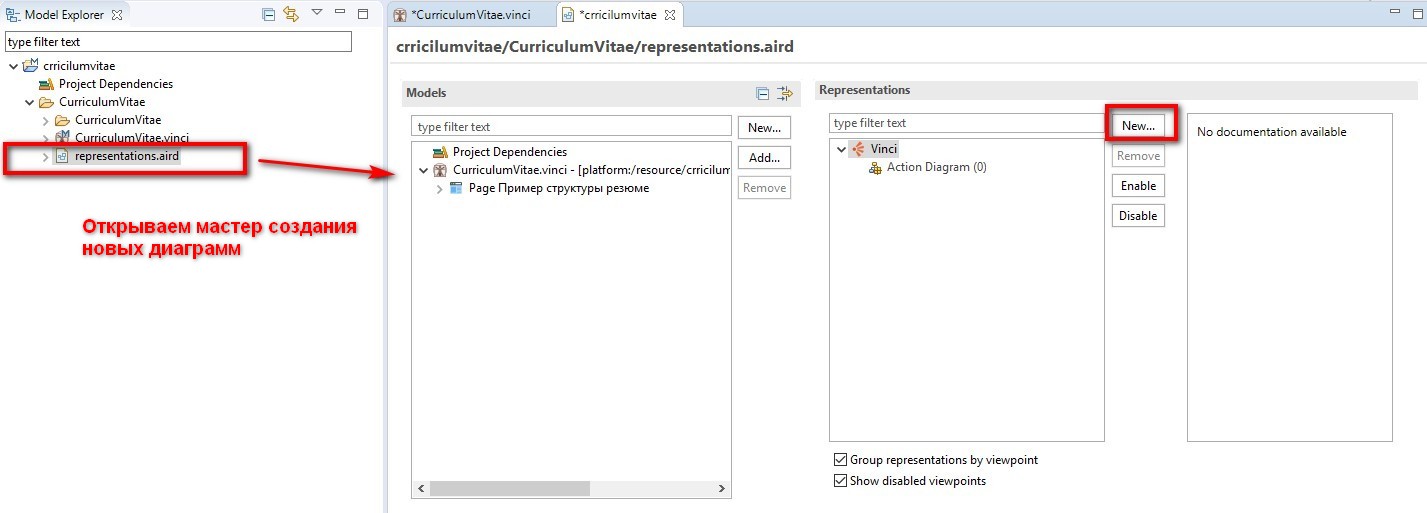 Model Explorer
type filter text
crricilumvitae
Project Dependencies
CurriculumVitae
CurriculumVitae
CurriculumVitae.vinci
representations.aird
Открываем мастер создания
новых диаграмм
*CurriculumVitae.vinci
*crricilumvitae
crricilumvitae/CurriculumVitae/representations.aird
Models
type filter text
New...
Project Dependencies
CurriculumVitae.vinci - [platform:/resource/crricilum
Page Пример структуры резюме
Add...
Remove
Representations
type filter text
New...
Vinci
Action Diagram (0)
Remove
Enable
Disable
No documentation available
Group representations by viewpoint
Show disabled viewpoints